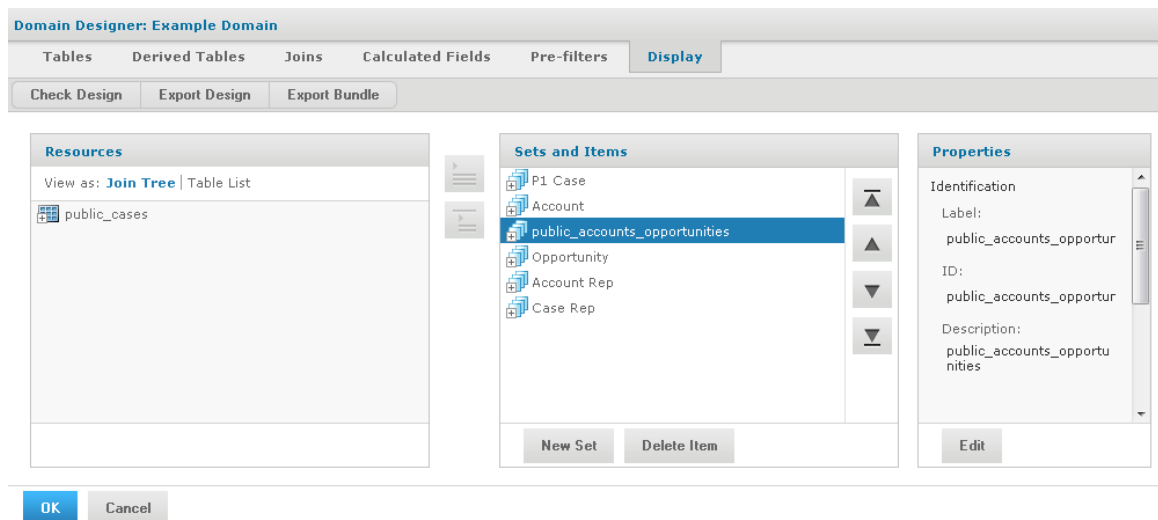 Domain Designer: Example Domain
Tables Derived Tables Joins Calculated Fields Pre-filters Display
Check Design Export Design Export Bundle
Resources
View as: Join Tree | Table List
public_cases
Sets and Items
P1 Case
Account
public_accounts_opportunities
Opportunity
Account Rep
Case Rep
New Set Delete Item
Properties
Identification
Label:
public_accounts_opportur
ID:
public_accounts_opportur
Description:
public_accounts_opportu
nities
Edit
OK Cancel